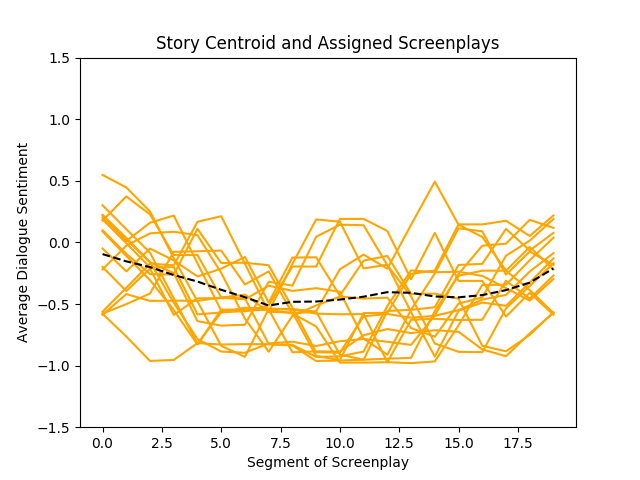 Story Centroid and Assigned Screenplays
1.5
1.0
0.5
0.0
−0.5
−1.0
−1.5
Average Dialogue Sentiment
0.0 2.5 5.0 7.5 10.0 12.5 15.0 17.5
Segment of Screenplay